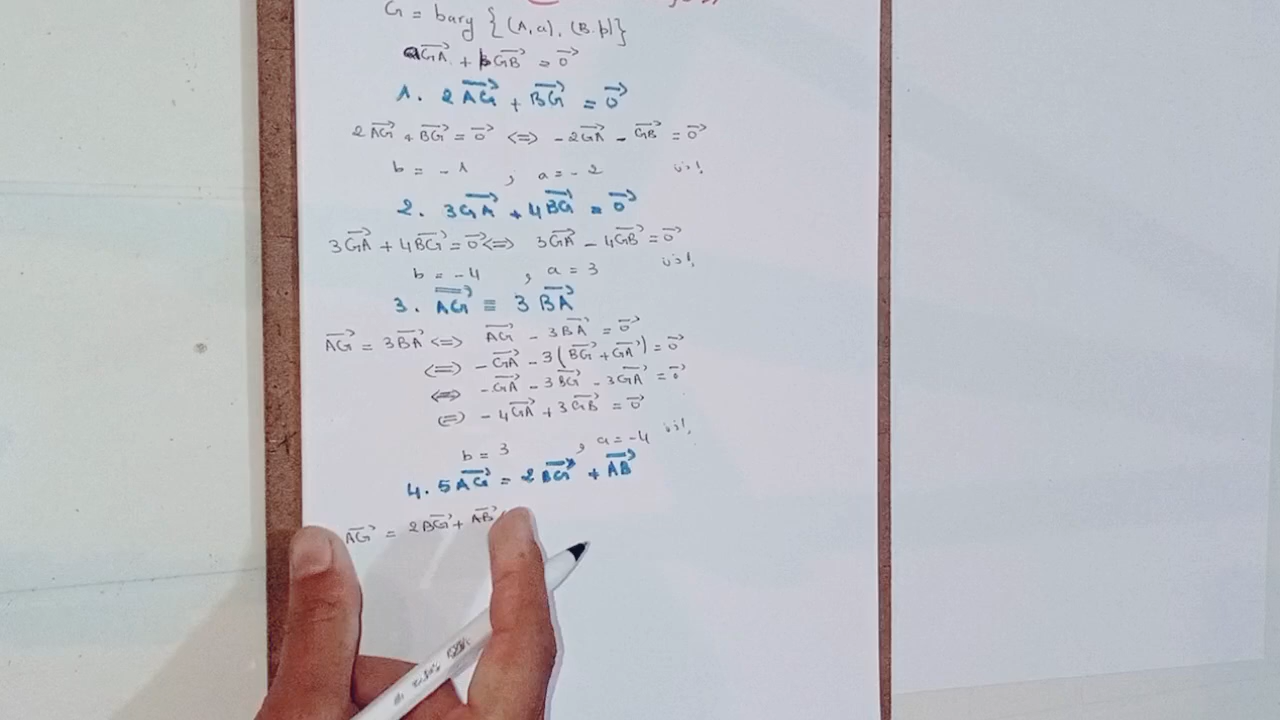 G = bary {(A,a), (B,b)}
aGA + bGB = 0
1. 2AG + BG = 0
2AG + BG = 0 <=> -2GA - GB = 0
b = -1 , a = -2 إذن
2. 3GA + 4BG = 0
3GA + 4BG = 0 <=> 3GA - 4GB = 0
b = -4 , a = 3 إذن
3. AG = 3BA
AG = 3BA <=> AG - 3BA = 0
<=> -GA - 3(BG + GA) = 0
<=> -GA - 3BG - 3GA = 0
<=> -4GA + 3GB = 0
b = 3 , a = -4 إذن
4. 5AG = 2BG + AB
AG = 2BG + AB